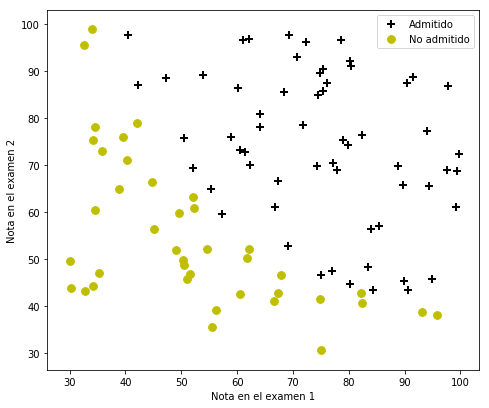 Admitido
No admitido
Nota en el examen 2
100
90
80
70
60
50
40
30
30 40 50 60 70 80 90 100
Nota en el examen 1